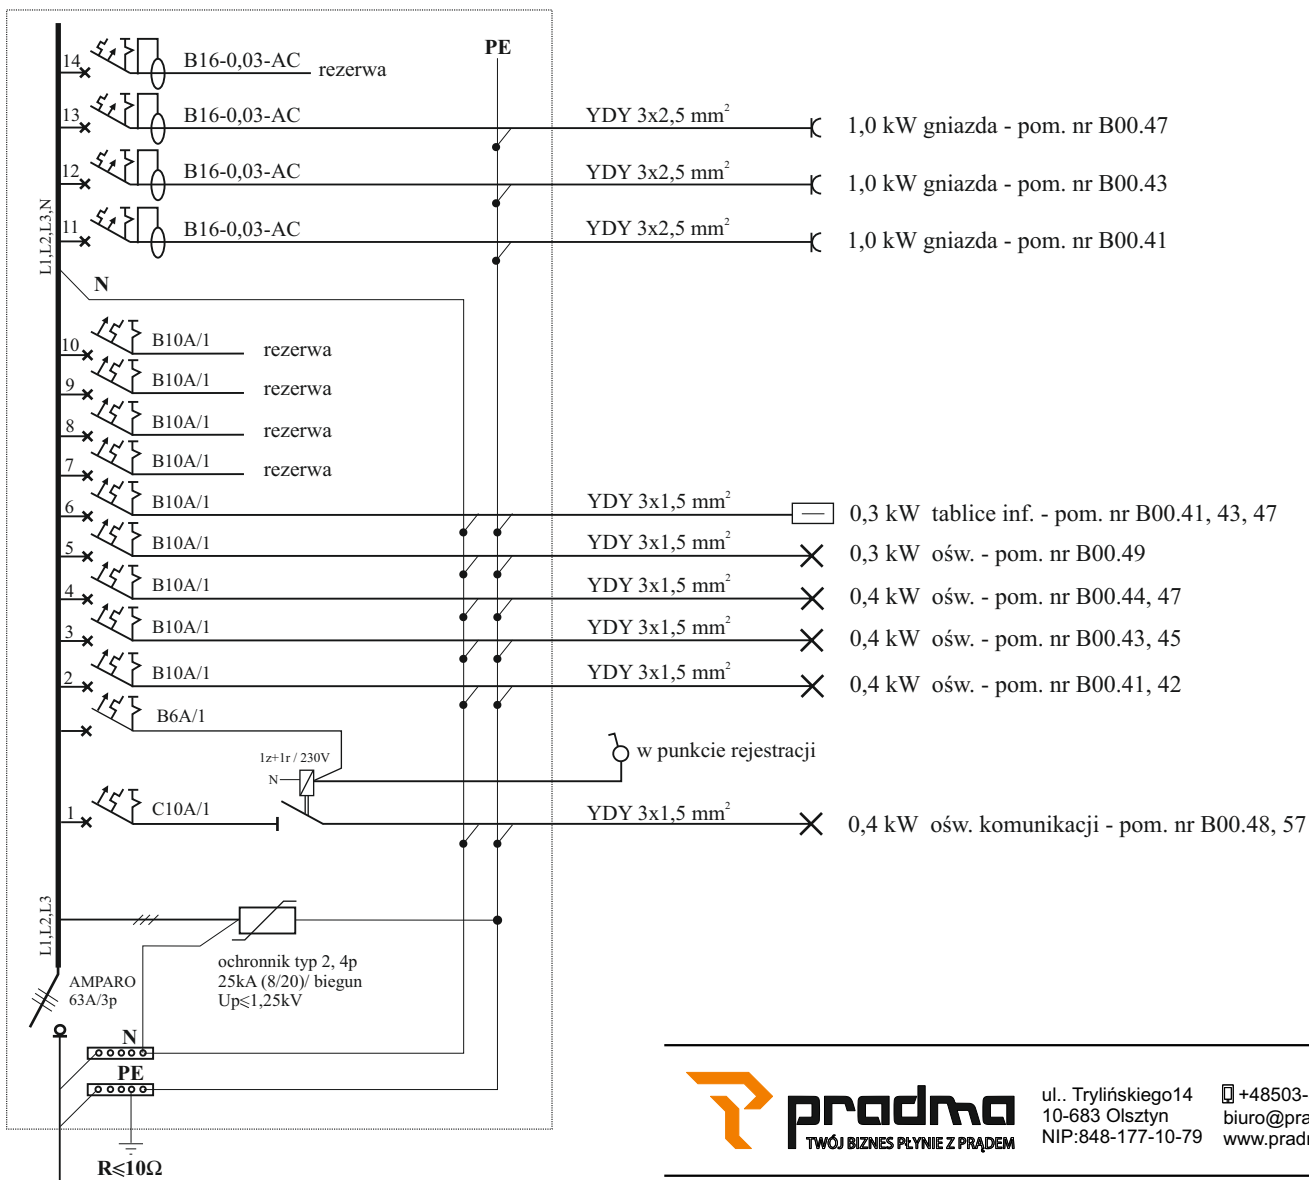 PE
14 B16-0,03-AC rezerwa
13 B16-0,03-AC YDY 3x2,5 mm² 1,0 kW gniazda - pom. nr B00.47
12 B16-0,03-AC YDY 3x2,5 mm² 1,0 kW gniazda - pom. nr B00.43
11 B16-0,03-AC YDY 3x2,5 mm² 1,0 kW gniazda - pom. nr B00.41
L1,L2,L3,N
N
10 B10A/1 rezerwa
9 B10A/1 rezerwa
8 B10A/1 rezerwa
7 B10A/1 rezerwa
6 B10A/1 YDY 3x1,5 mm² 0,3 kW tablice inf. - pom. nr B00.41, 43, 47
5 B10A/1 YDY 3x1,5 mm² 0,3 kW ośw. - pom. nr B00.49
4 B10A/1 YDY 3x1,5 mm² 0,4 kW ośw. - pom. nr B00.44, 47
3 B10A/1 YDY 3x1,5 mm² 0,4 kW ośw. - pom. nr B00.43, 45
2 B10A/1 YDY 3x1,5 mm² 0,4 kW ośw. - pom. nr B00.41, 42
B6A/1
1z+1r / 230V
N
w punkcie rejestracji
1 C10A/1 YDY 3x1,5 mm² 0,4 kW ośw. komunikacji - pom. nr B00.48, 57
L1,L2,L3
ochronnik typ 2, 4p
25kA (8/20)/ biegun
Up≤1,25kV
AMPARO
63A/3p
N
PE
R≤10Ω
pradma
TWÓJ BIZNES PŁYNIE Z PRĄDEM
ul.. Trylińskiego14
10-683 Olsztyn
NIP:848-177-10-79
+48503-
biuro@pra
www.prad